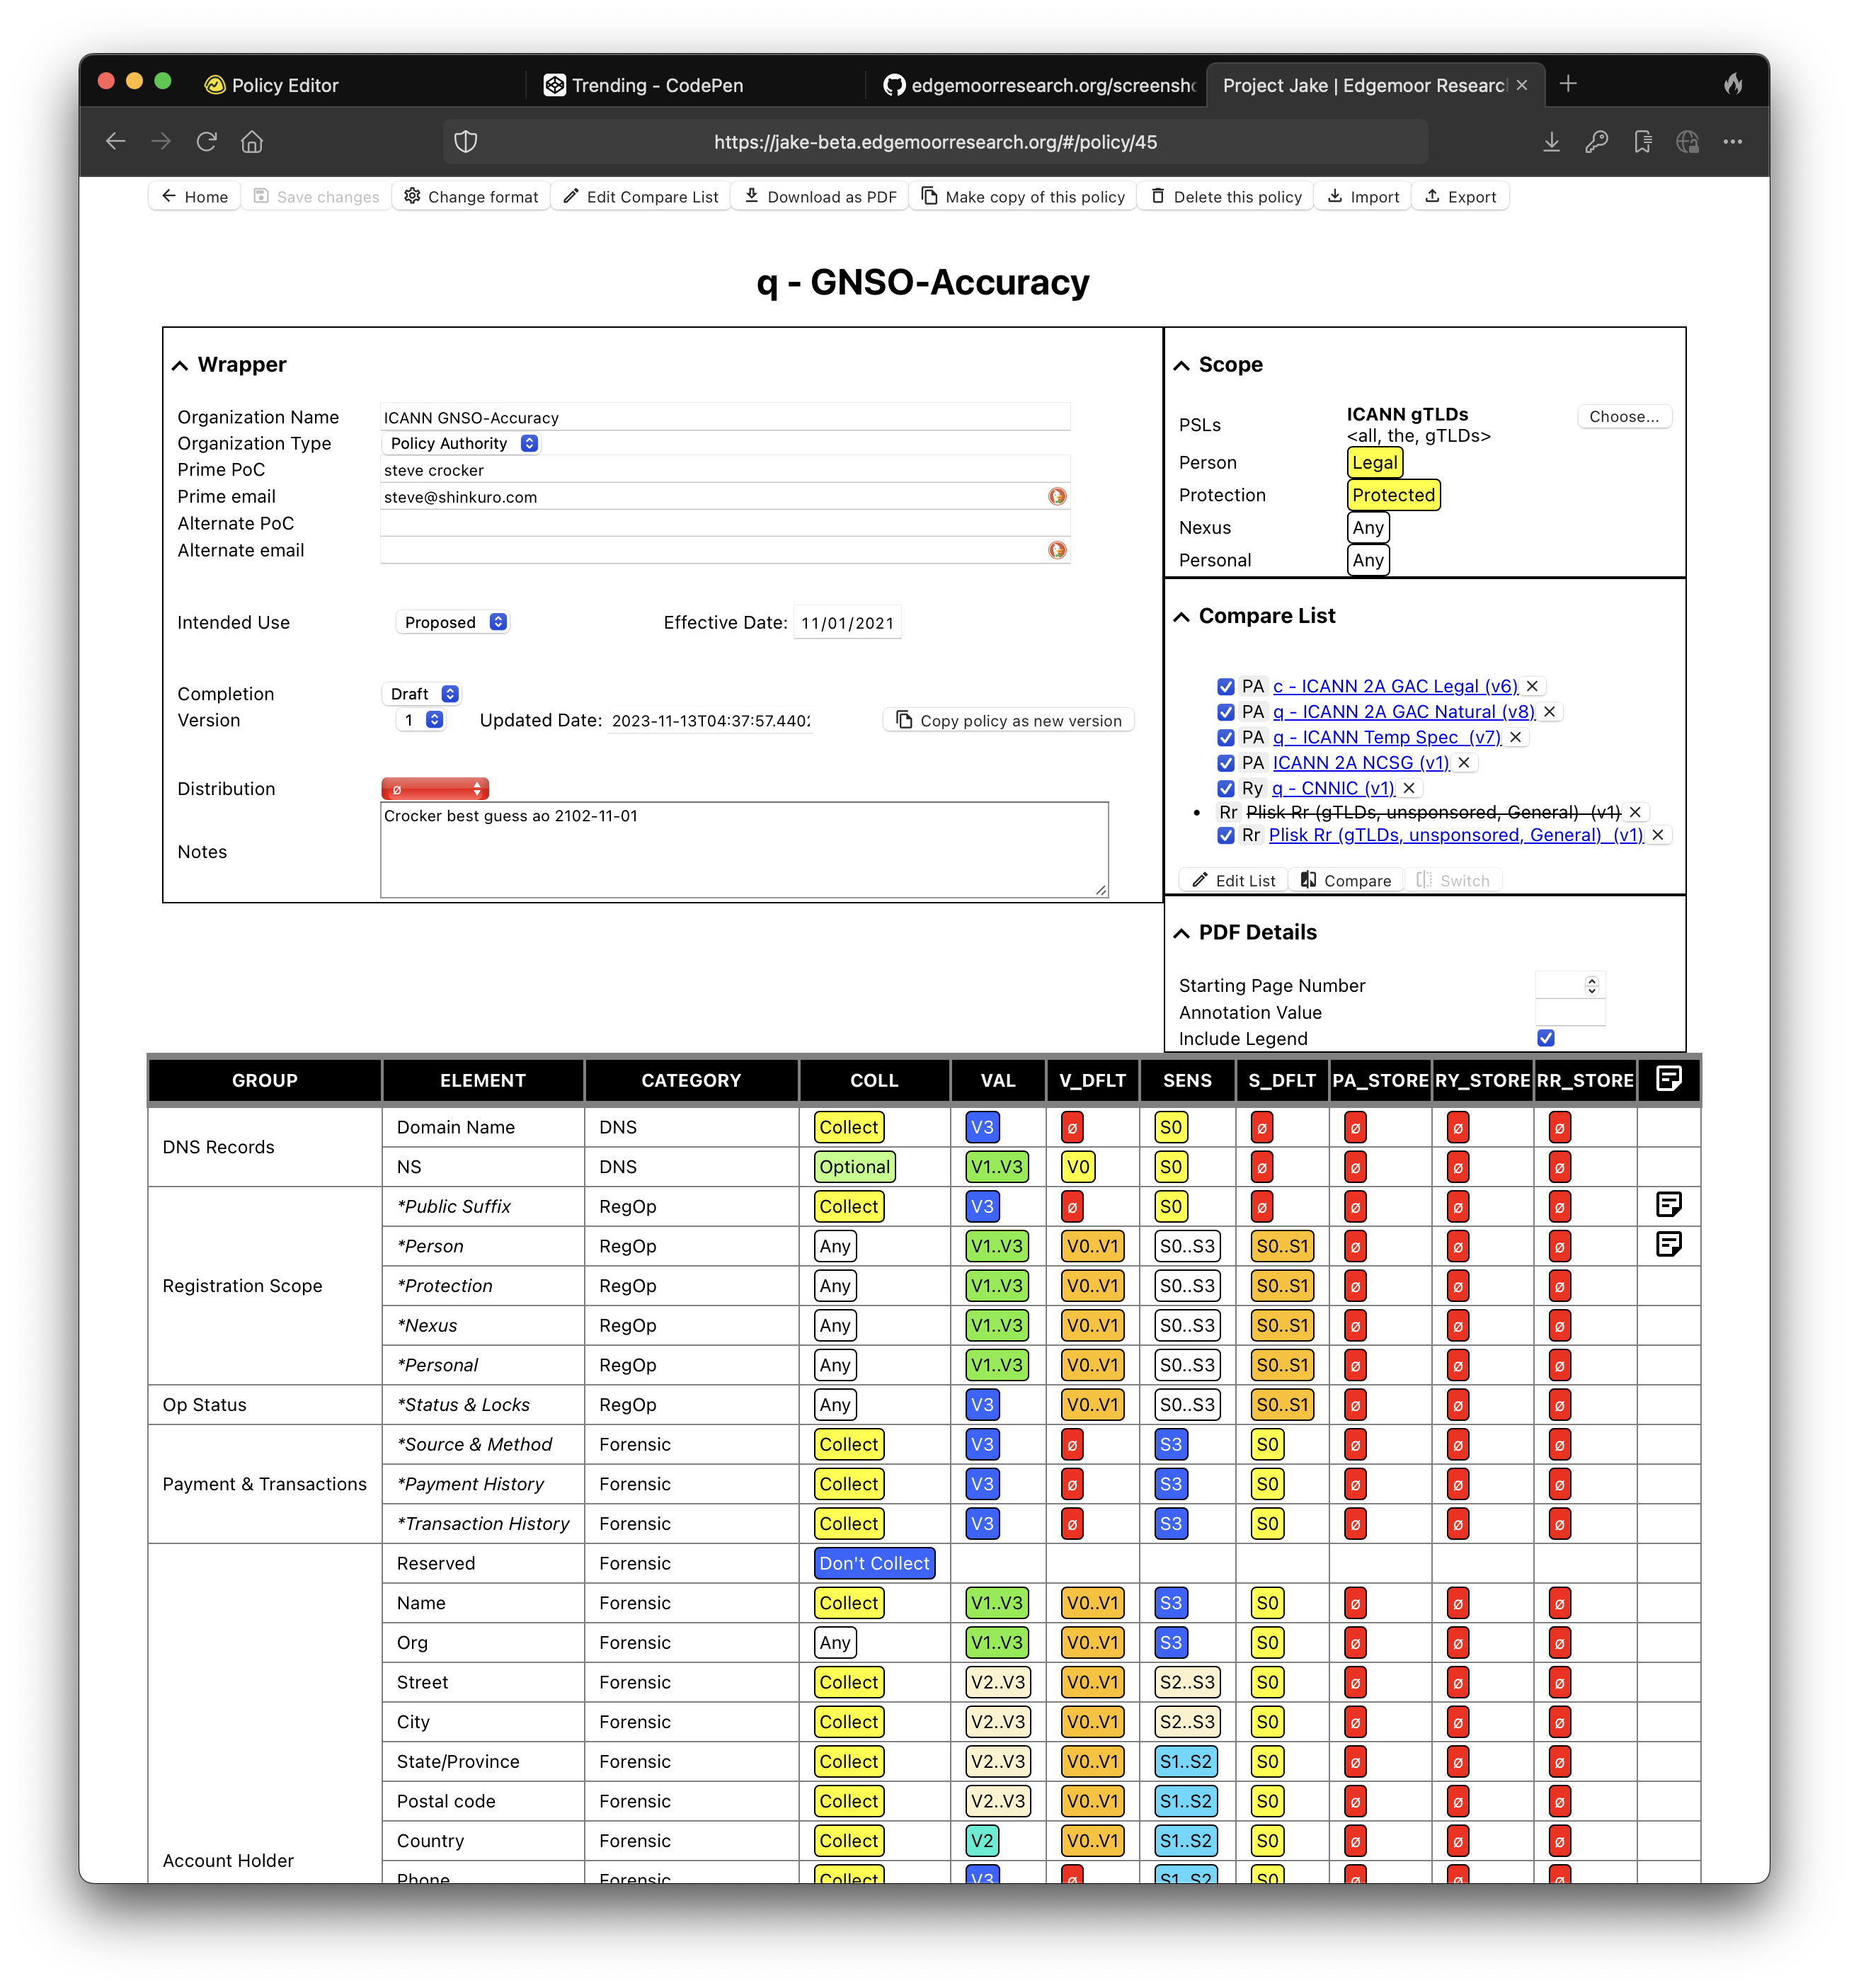 Policy Editor
Trending - CodePen
edgemoorresearch.org/screensho
Project Jake | Edgemoor Researc
https://jake-beta.edgemoorresearch.org/#/policy/45
Home Save changes Change format Edit Compare List Download as PDF Make copy of this policy Delete this policy Import Export
q - GNSO-Accuracy
Wrapper
Organization Name ICANN GNSO-Accuracy
Organization Type Policy Authority
Prime PoC steve crocker
Prime email steve@shinkuro.com
Alternate PoC
Alternate email
Intended Use Proposed Effective Date: 11/01/2021
Completion Draft
Version 1 Updated Date: 2023-11-13T04:37:57.440 Copy policy as new version
Distribution ø
Notes Crocker best guess ao 2102-11-01
Scope
PSLs ICANN gTLDs Choose...
<all, the, gTLDs>
Person Legal
Protection Protected
Nexus Any
Personal Any
Compare List
PA c - ICANN 2A GAC Legal (v6)
PA q - ICANN 2A GAC Natural (v8)
PA q - ICANN Temp Spec (v7)
PA ICANN 2A NCSG (v1)
Ry q - CNNIC (v1)
Rr Plisk Rr (gTLDs, unsponsored, General) (v1)
Rr Plisk Rr (gTLDs, unsponsored, General) (v1)
Edit List Compare Switch
PDF Details
Starting Page Number
Annotation Value
Include Legend
GROUP ELEMENT CATEGORY COLL VAL V_DFLT SENS S_DFLT PA_STORE RY_STORE RR_STORE
DNS Records
Domain Name DNS Collect V3 ø S0 ø ø ø ø
NS DNS Optional V1..V3 V0 S0 ø ø ø ø
Registration Scope
*Public Suffix RegOp Collect V3 ø S0 ø ø ø ø
*Person RegOp Any V1..V3 V0..V1 S0..S3 S0..S1 ø ø ø
*Protection RegOp Any V1..V3 V0..V1 S0..S3 S0..S1 ø ø ø
*Nexus RegOp Any V1..V3 V0..V1 S0..S3 S0..S1 ø ø ø
*Personal RegOp Any V1..V3 V0..V1 S0..S3 S0..S1 ø ø ø
Op Status *Status & Locks RegOp Any V3 V0..V1 S0..S3 S0..S1 ø ø ø
Payment & Transactions
*Source & Method Forensic Collect V3 ø S3 S0 ø ø ø
*Payment History Forensic Collect V3 ø S3 S0 ø ø ø
*Transaction History Forensic Collect V3 ø S3 S0 ø ø ø
Account Holder
Reserved Forensic Don't Collect
Name Forensic Collect V1..V3 V0..V1 S3 S0 ø ø ø
Org Forensic Any V1..V3 V0..V1 S3 S0 ø ø ø
Street Forensic Collect V2..V3 V0..V1 S2..S3 S0 ø ø ø
City Forensic Collect V2..V3 V0..V1 S2..S3 S0 ø ø ø
State/Province Forensic Collect V2..V3 V0..V1 S1..S2 S0 ø ø ø
Postal code Forensic Collect V2..V3 V0..V1 S1..S2 S0 ø ø ø
Country Forensic Collect V2 V0..V1 S1..S2 S0 ø ø ø
Phone Forensic Collect V3 ø S1..S2 S0 ø ø ø